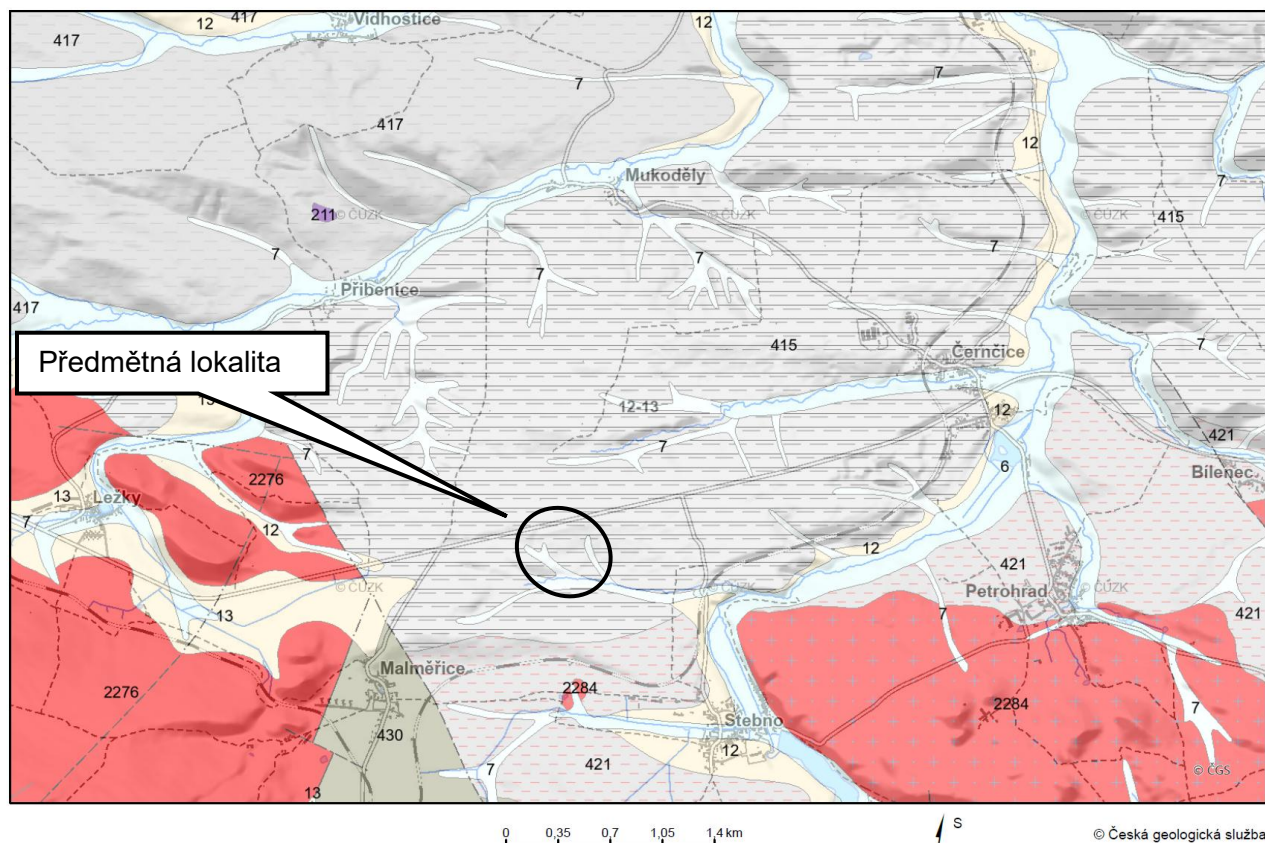 12
417
Vidhostice
12
417
7
7
417
12
7
Mukoděly
211
© ČÚZK
© ČÚZK
415
© ČÚZK
7
7
7
7
Přibenice
417
415
7
Předmětná lokalita
Černčice
13
12-13
12
7
421
7
2276
6
Bílenec
13
Ležky
7
12
12
421
© ČÚZK
Petrohrad
© ČÚZK
13
7
421
Malměřice
2276
2284
2284
Stebno
7
430
12
7
421
13
© ČGS
0 0,35 0,7 1,05 1,4 km
S
© Česká geologická služba